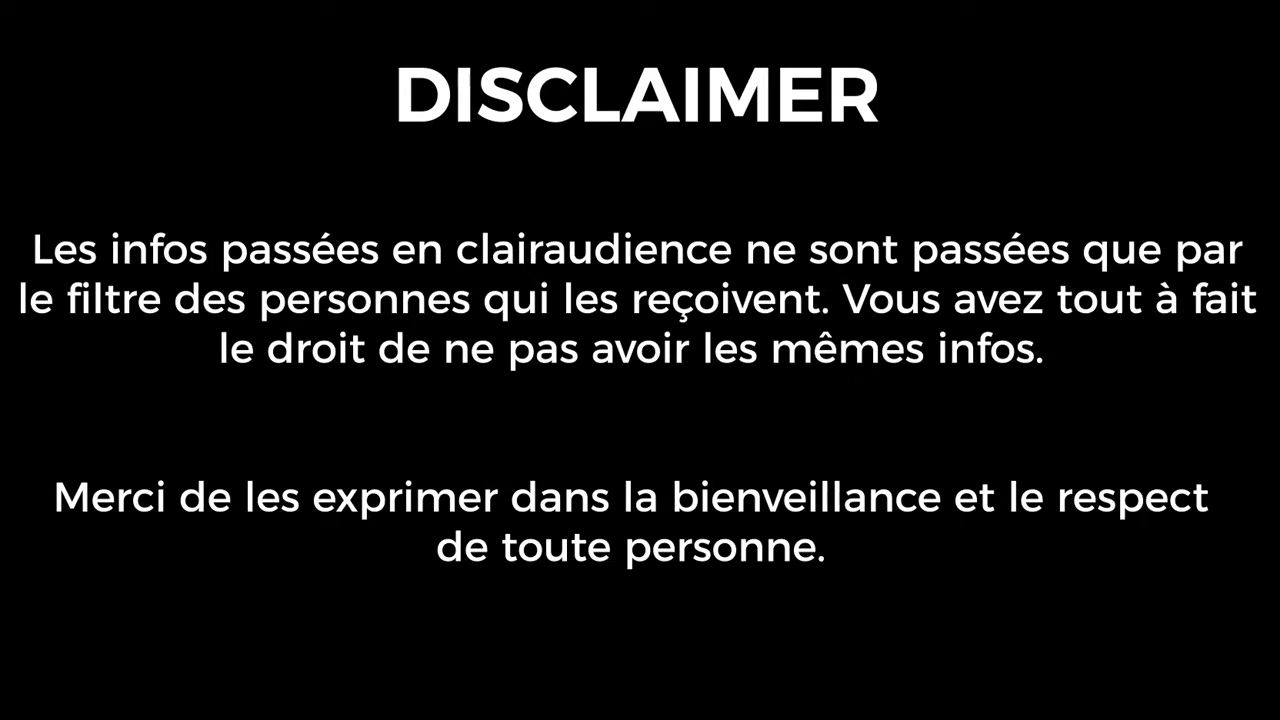 DISCLAIMER
Les infos passées en clairaudience ne sont passées que par
le filtre des personnes qui les reçoivent. Vous avez tout à fait
le droit de ne pas avoir les mêmes infos.
Merci de les exprimer dans la bienveillance et le respect
de toute personne.